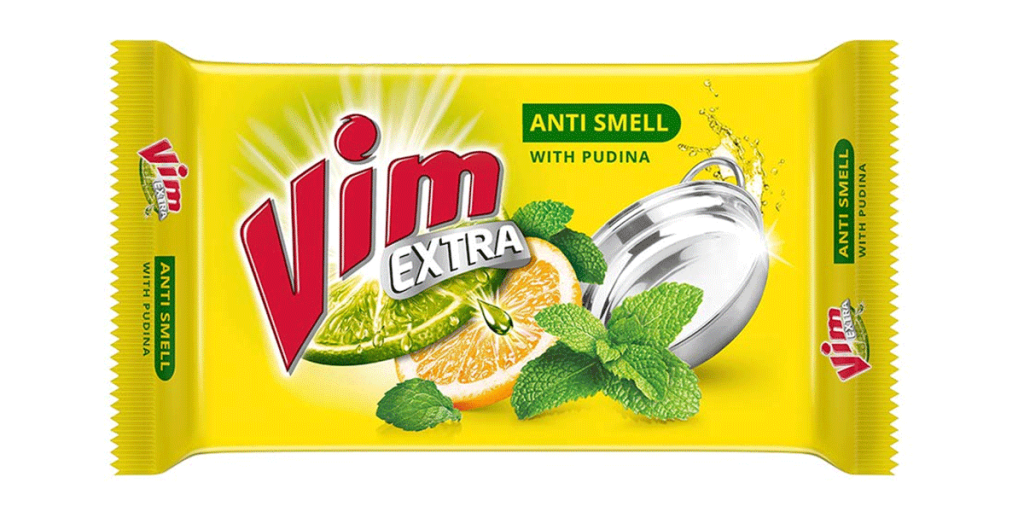 Vim
EXTRA
ANTI SMELL
WITH PUDINA
Vim
EXTRA
ANTI SMELL
WITH PUDINA
ANTI SMELL
WITH PUDINA
Vim
EXTRA